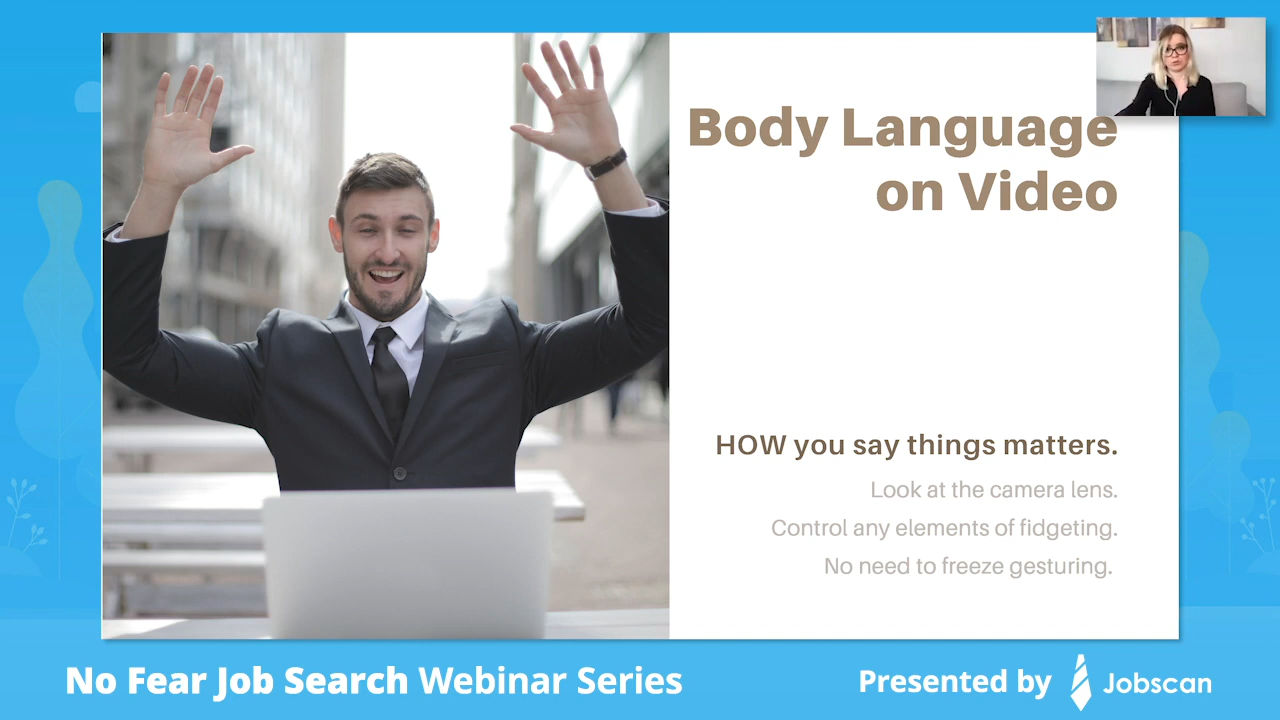 Body Language
on Video
HOW you say things matters.
Look at the camera lens.
Control any elements of fidgeting.
No need to freeze gesturing.
No Fear Job Search Webinar Series
Presented by Jobscan